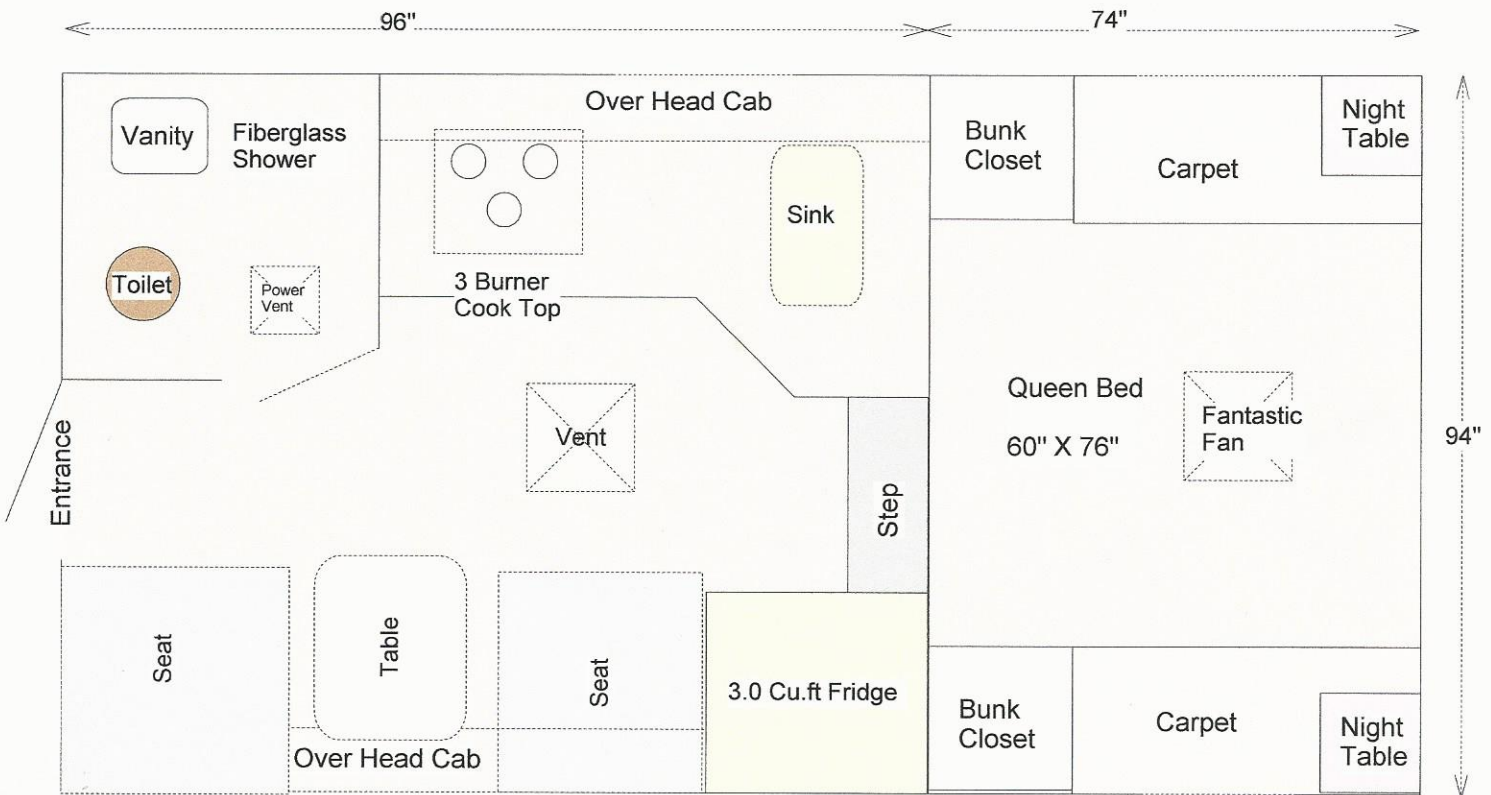 96"
74"
Over Head Cab
Vanity
Fiberglass
Shower
Bunk
Closet
Carpet
Night
Table
Sink
Toilet
Power
Vent
3 Burner
Cook Top
Queen Bed
60" X 76"
Fantastic
Fan
Vent
94"
Entrance
Step
Seat
Table
Seat
3.0 Cu.ft Fridge
Over Head Cab
Bunk
Closet
Carpet
Night
Table